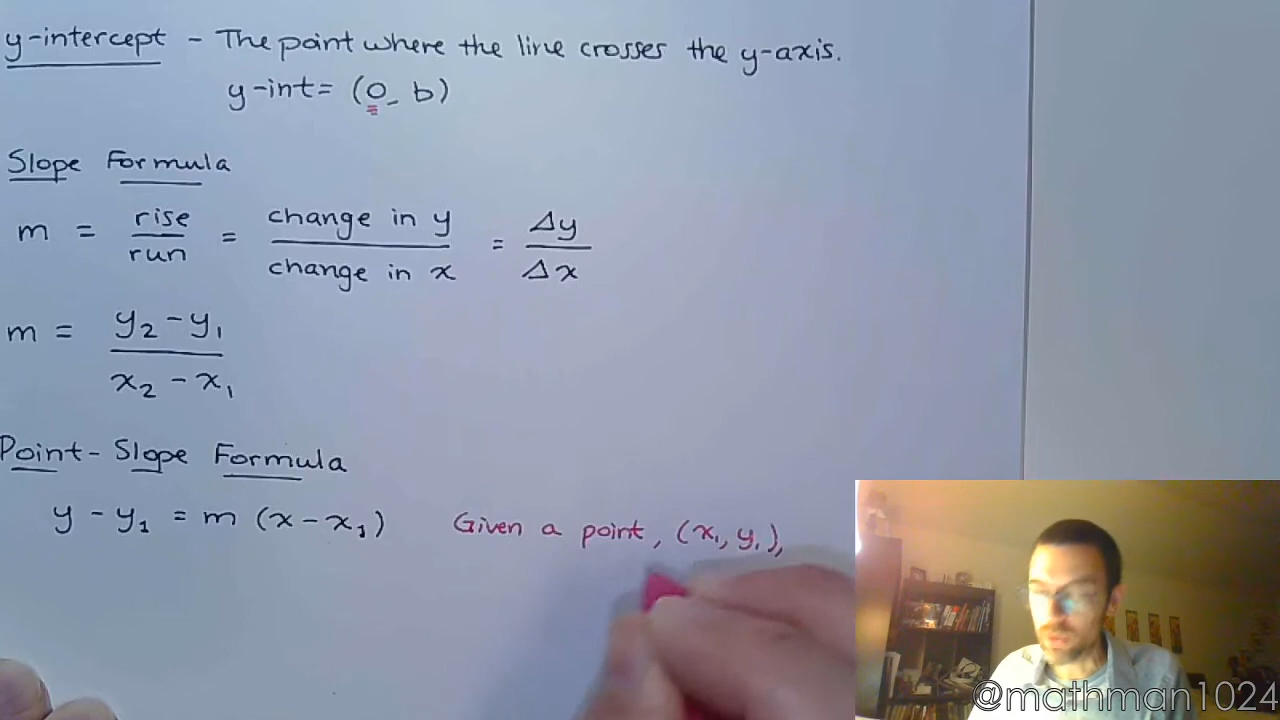 y-intercept - The point where the line crosses the y-axis.
y-int = (0, b)
Slope Formula
m = rise/run = change in y/change in x = Δy/Δx
m = y₂ - y₁/x₂ - x₁
Point-Slope Formula
y - y₁ = m (x - x₁) Given a point, (x₁, y₁),
@mathman1024